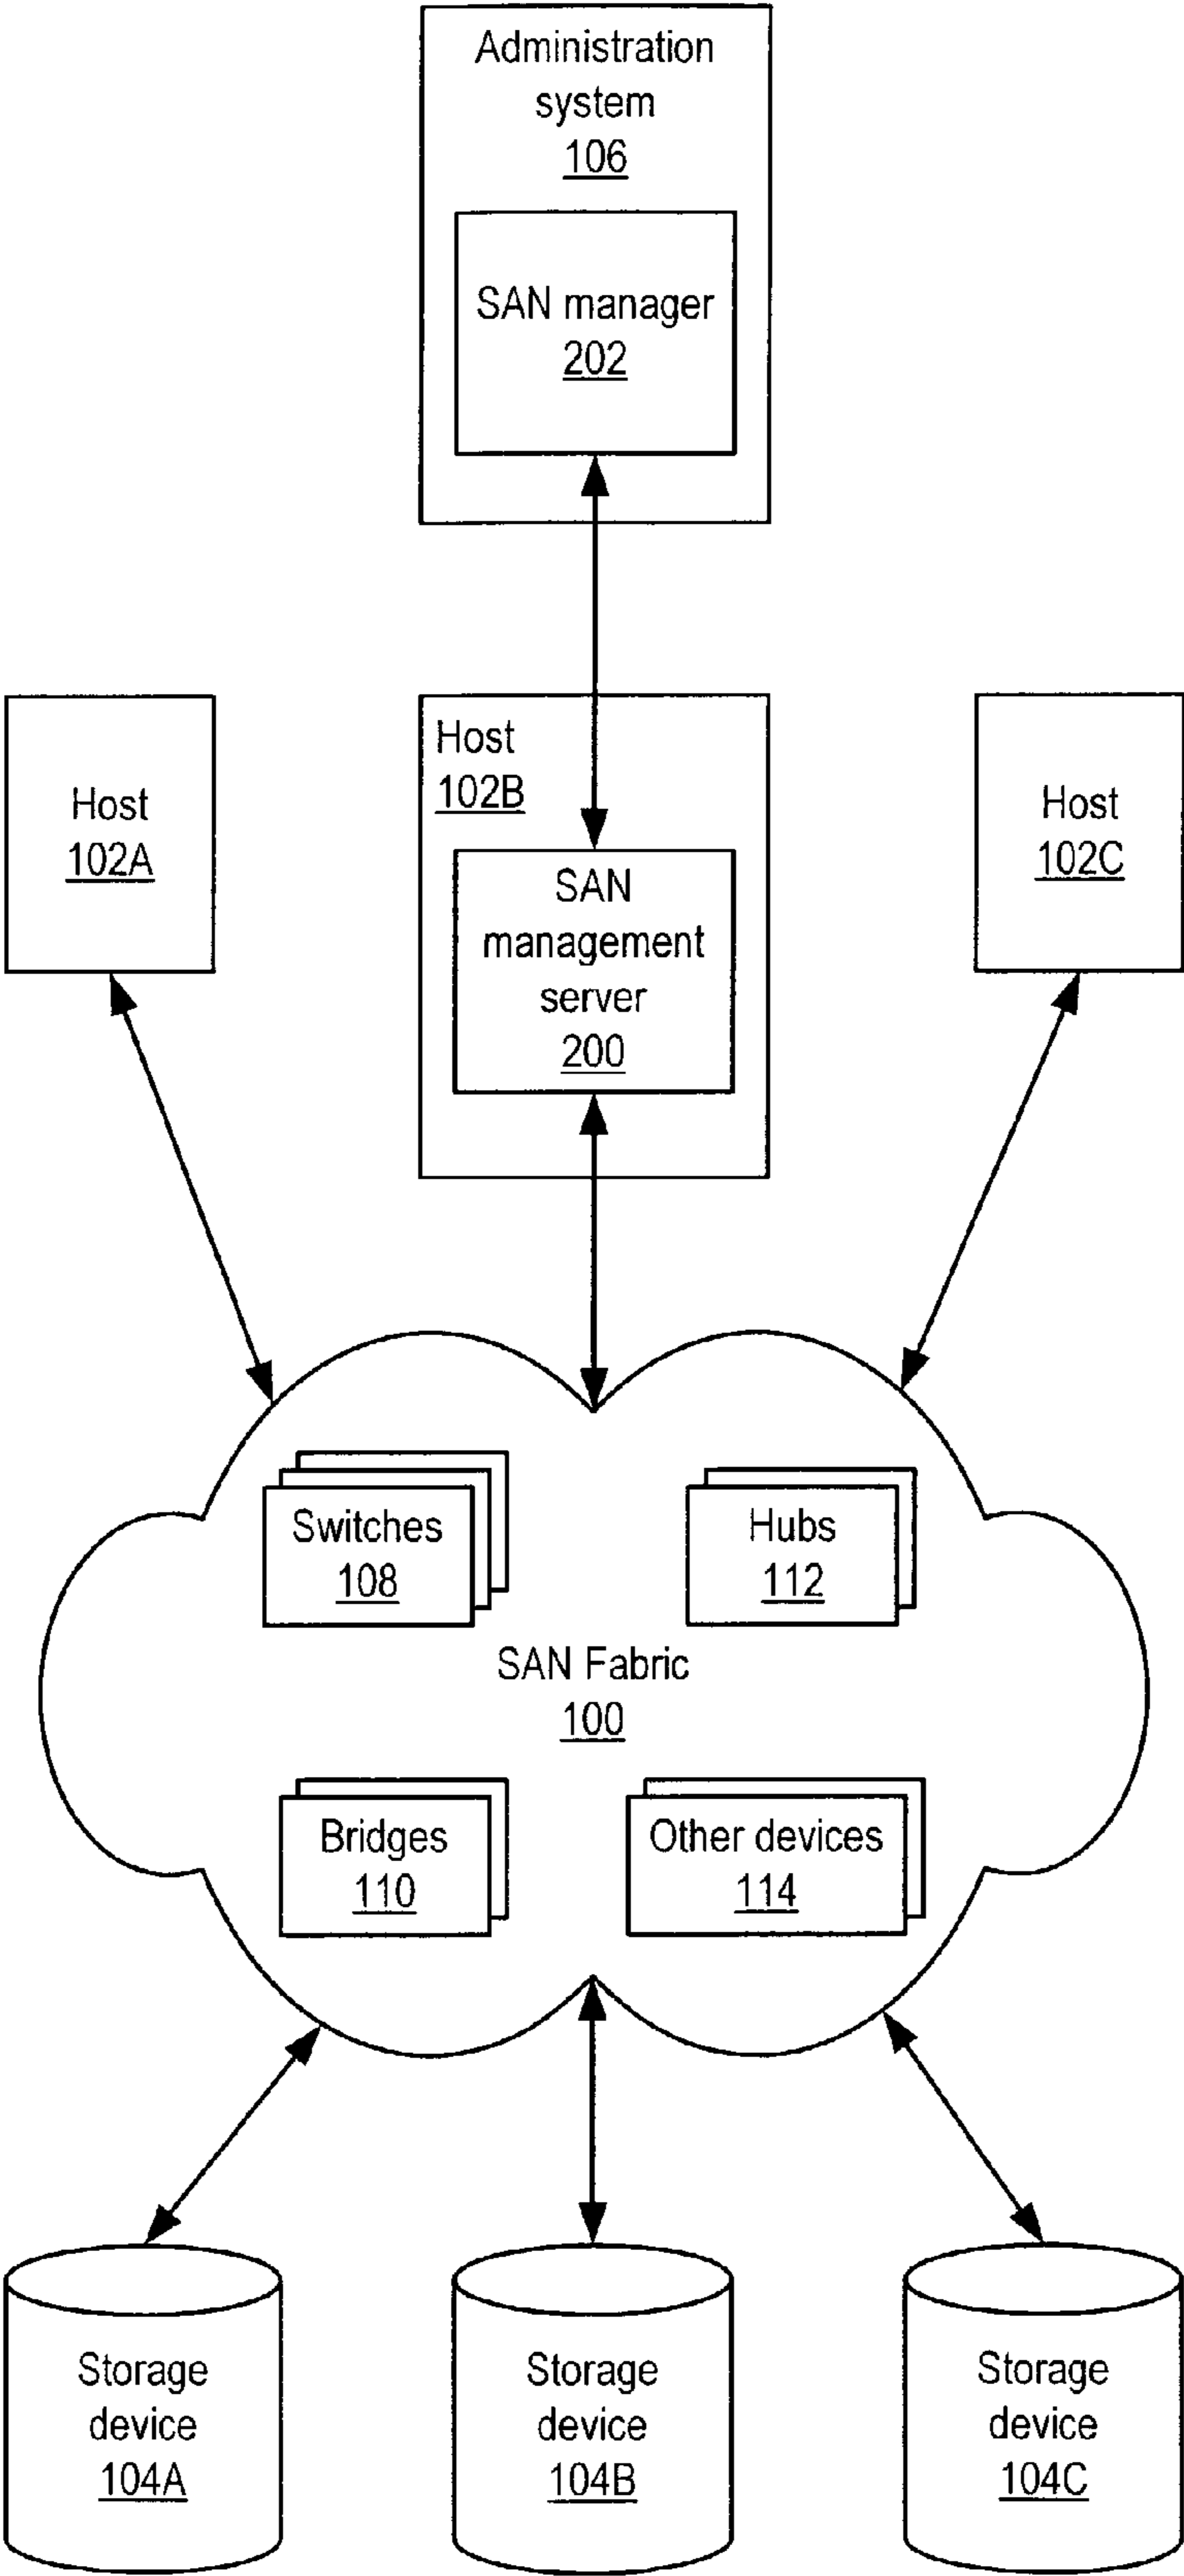 Administration
system
106
SAN manager
202
Host
102A
Host
102B
SAN
management
server
200
Host
102C
Switches
108
Hubs
112
SAN Fabric
100
Bridges
110
Other devices
114
Storage
device
104A
Storage
device
104B
Storage
device
104C